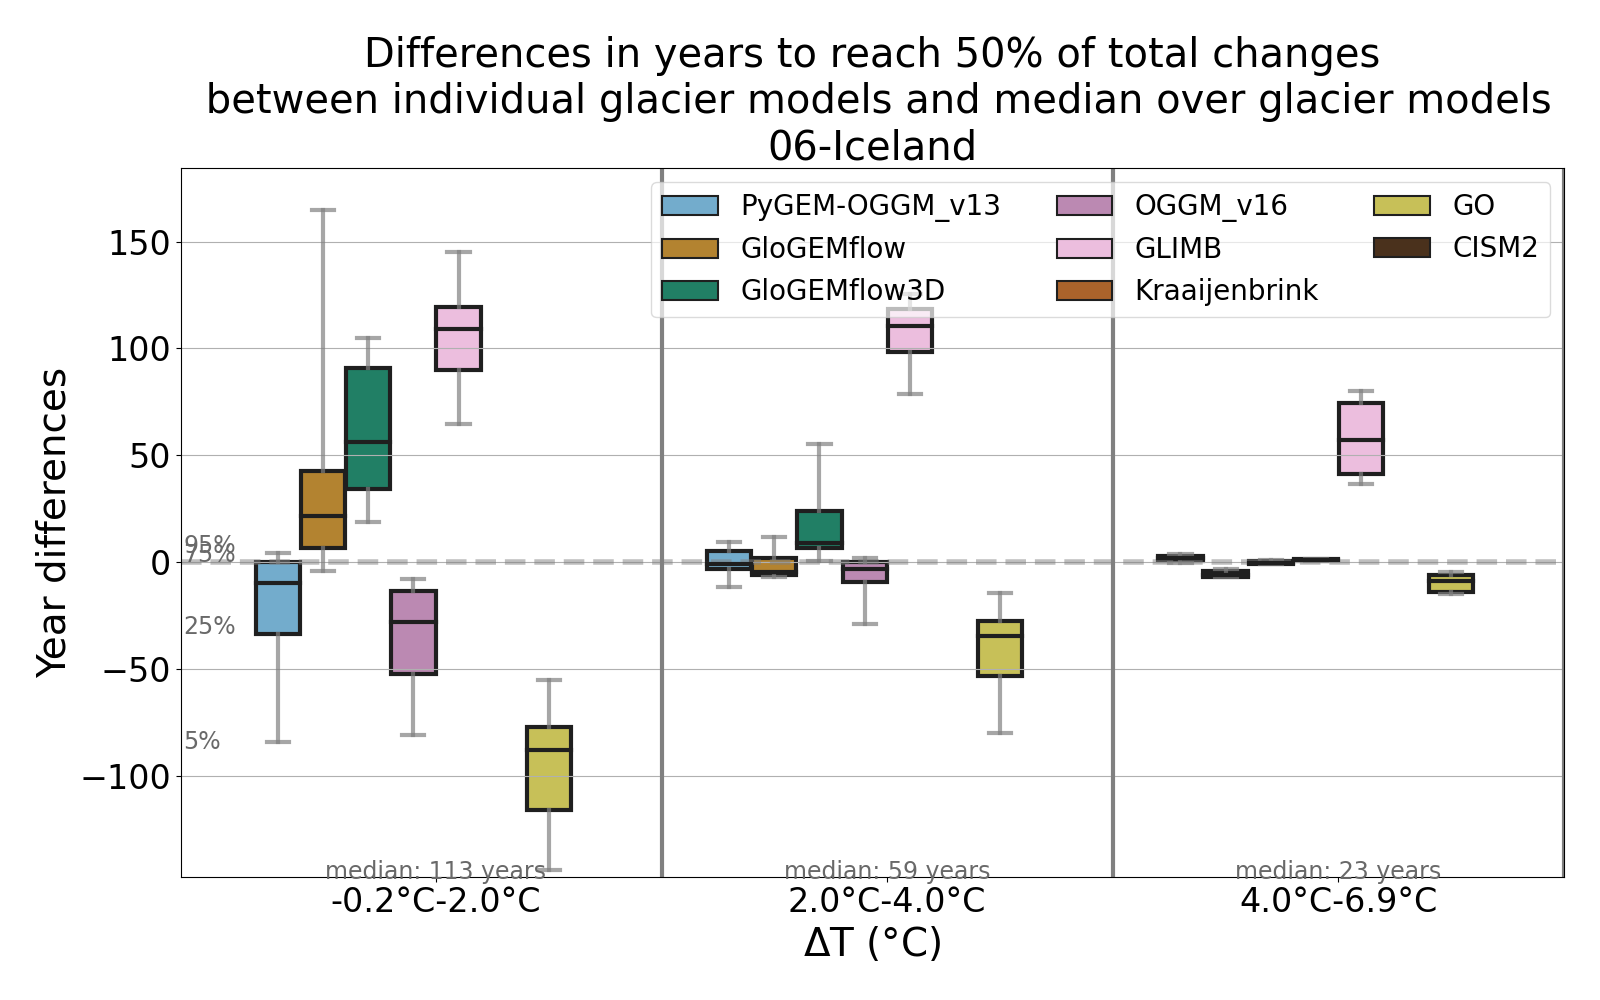 Differences in years to reach 50% of total changes
between individual glacier models and median over glacier models
06-Iceland
PyGEM-OGGM_v13
GloGEMflow
GloGEMflow3D
OGGM_v16
GLIMB
Kraaijenbrink
GO
CISM2
Year differences
150
100
50
0
−50
−100
95%
75%
25%
5%
median: 113 years
median: 59 years
median: 23 years
-0.2°C-2.0°C
2.0°C-4.0°C
4.0°C-6.9°C
ΔT (°C)